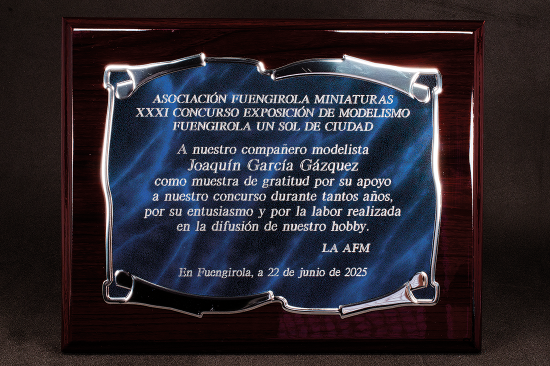 ASOCIACIÓN FUENGIROLA MINIATURAS
XXXI CONCURSO EXPOSICIÓN DE MODELISMO
FUENGIROLA UN SOL DE CIUDAD
A nuestro compañero modelista
Joaquín García Gázquez
como muestra de gratitud por su apoyo
a nuestro concurso durante tantos años,
por su entusiasmo y por la labor realizada
en la difusión de nuestro hobby.
LA AFM
En Fuengirola, a 22 de junio de 2025